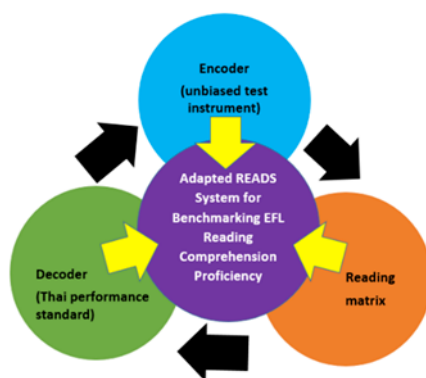 Encoder
(unbiased test
instrument)
Adapted READS
System for
Benchmarking EFL
Reading
Comprehension
Proficiency
Decoder
(Thai performance
standard)
Reading
matrix